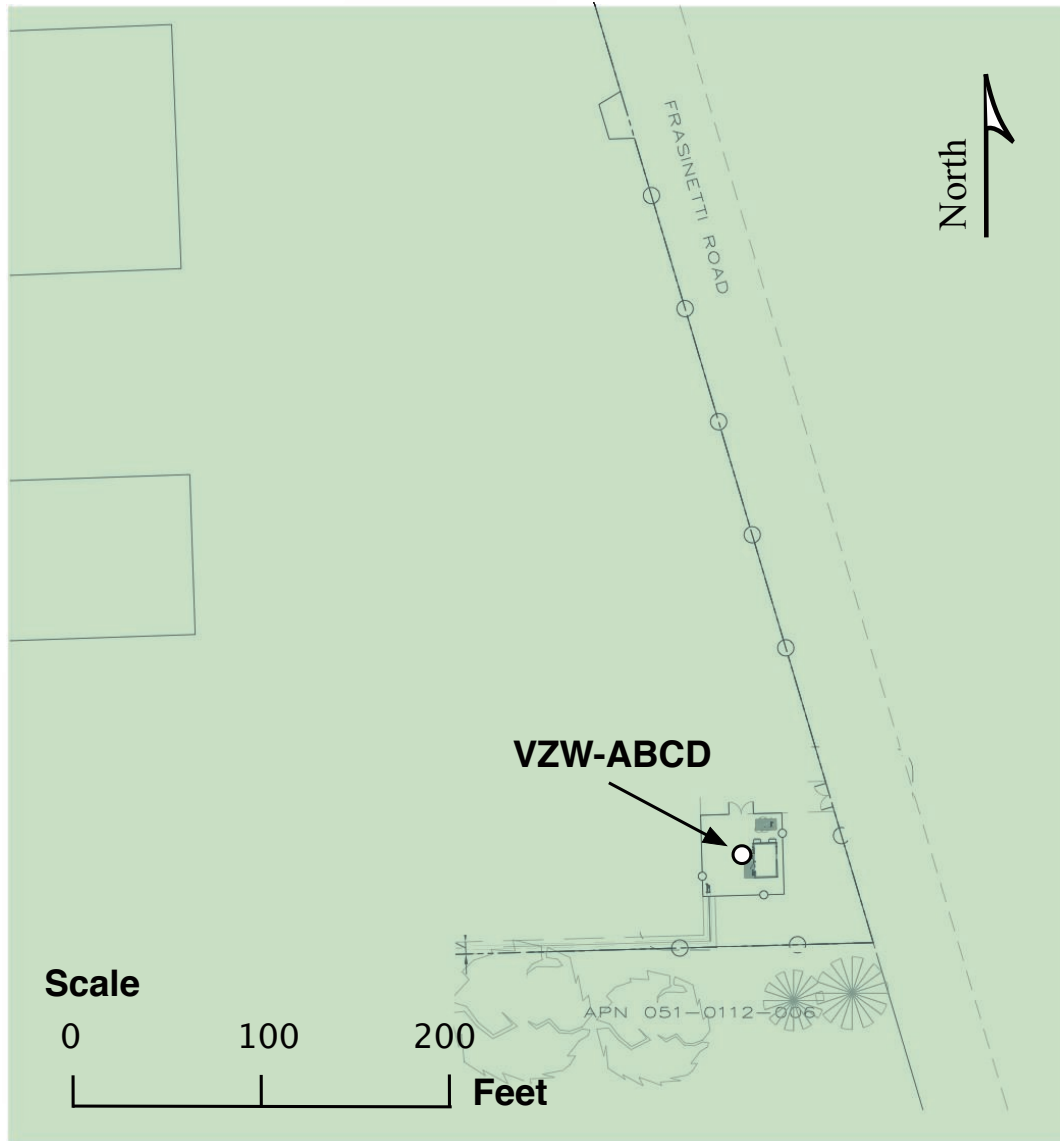 FRASINETTI ROAD
North
VZW-ABCD
APN 051-0112-006
Scale
0 100 200
Feet